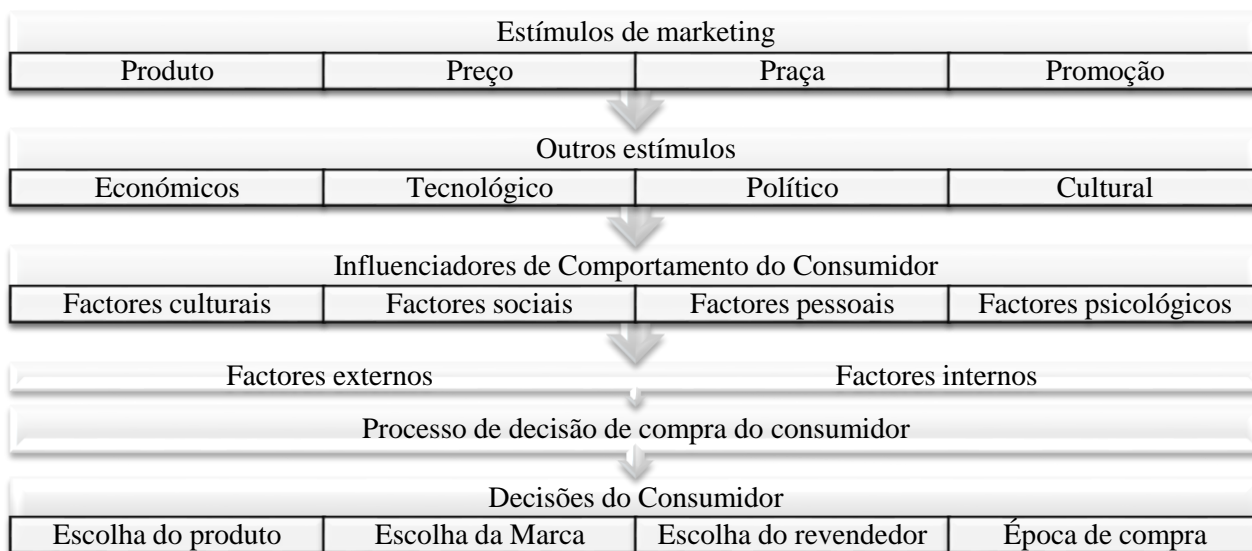 Estímulos de marketing
Produto Preço Praça Promoção
Outros estímulos
Económicos Tecnológico Político Cultural
Influenciadores de Comportamento do Consumidor
Factores culturais Factores sociais Factores pessoais Factores psicológicos
Factores externos Factores internos
Processo de decisão de compra do consumidor
Decisões do Consumidor
Escolha do produto Escolha da Marca Escolha do revendedor Época de compra